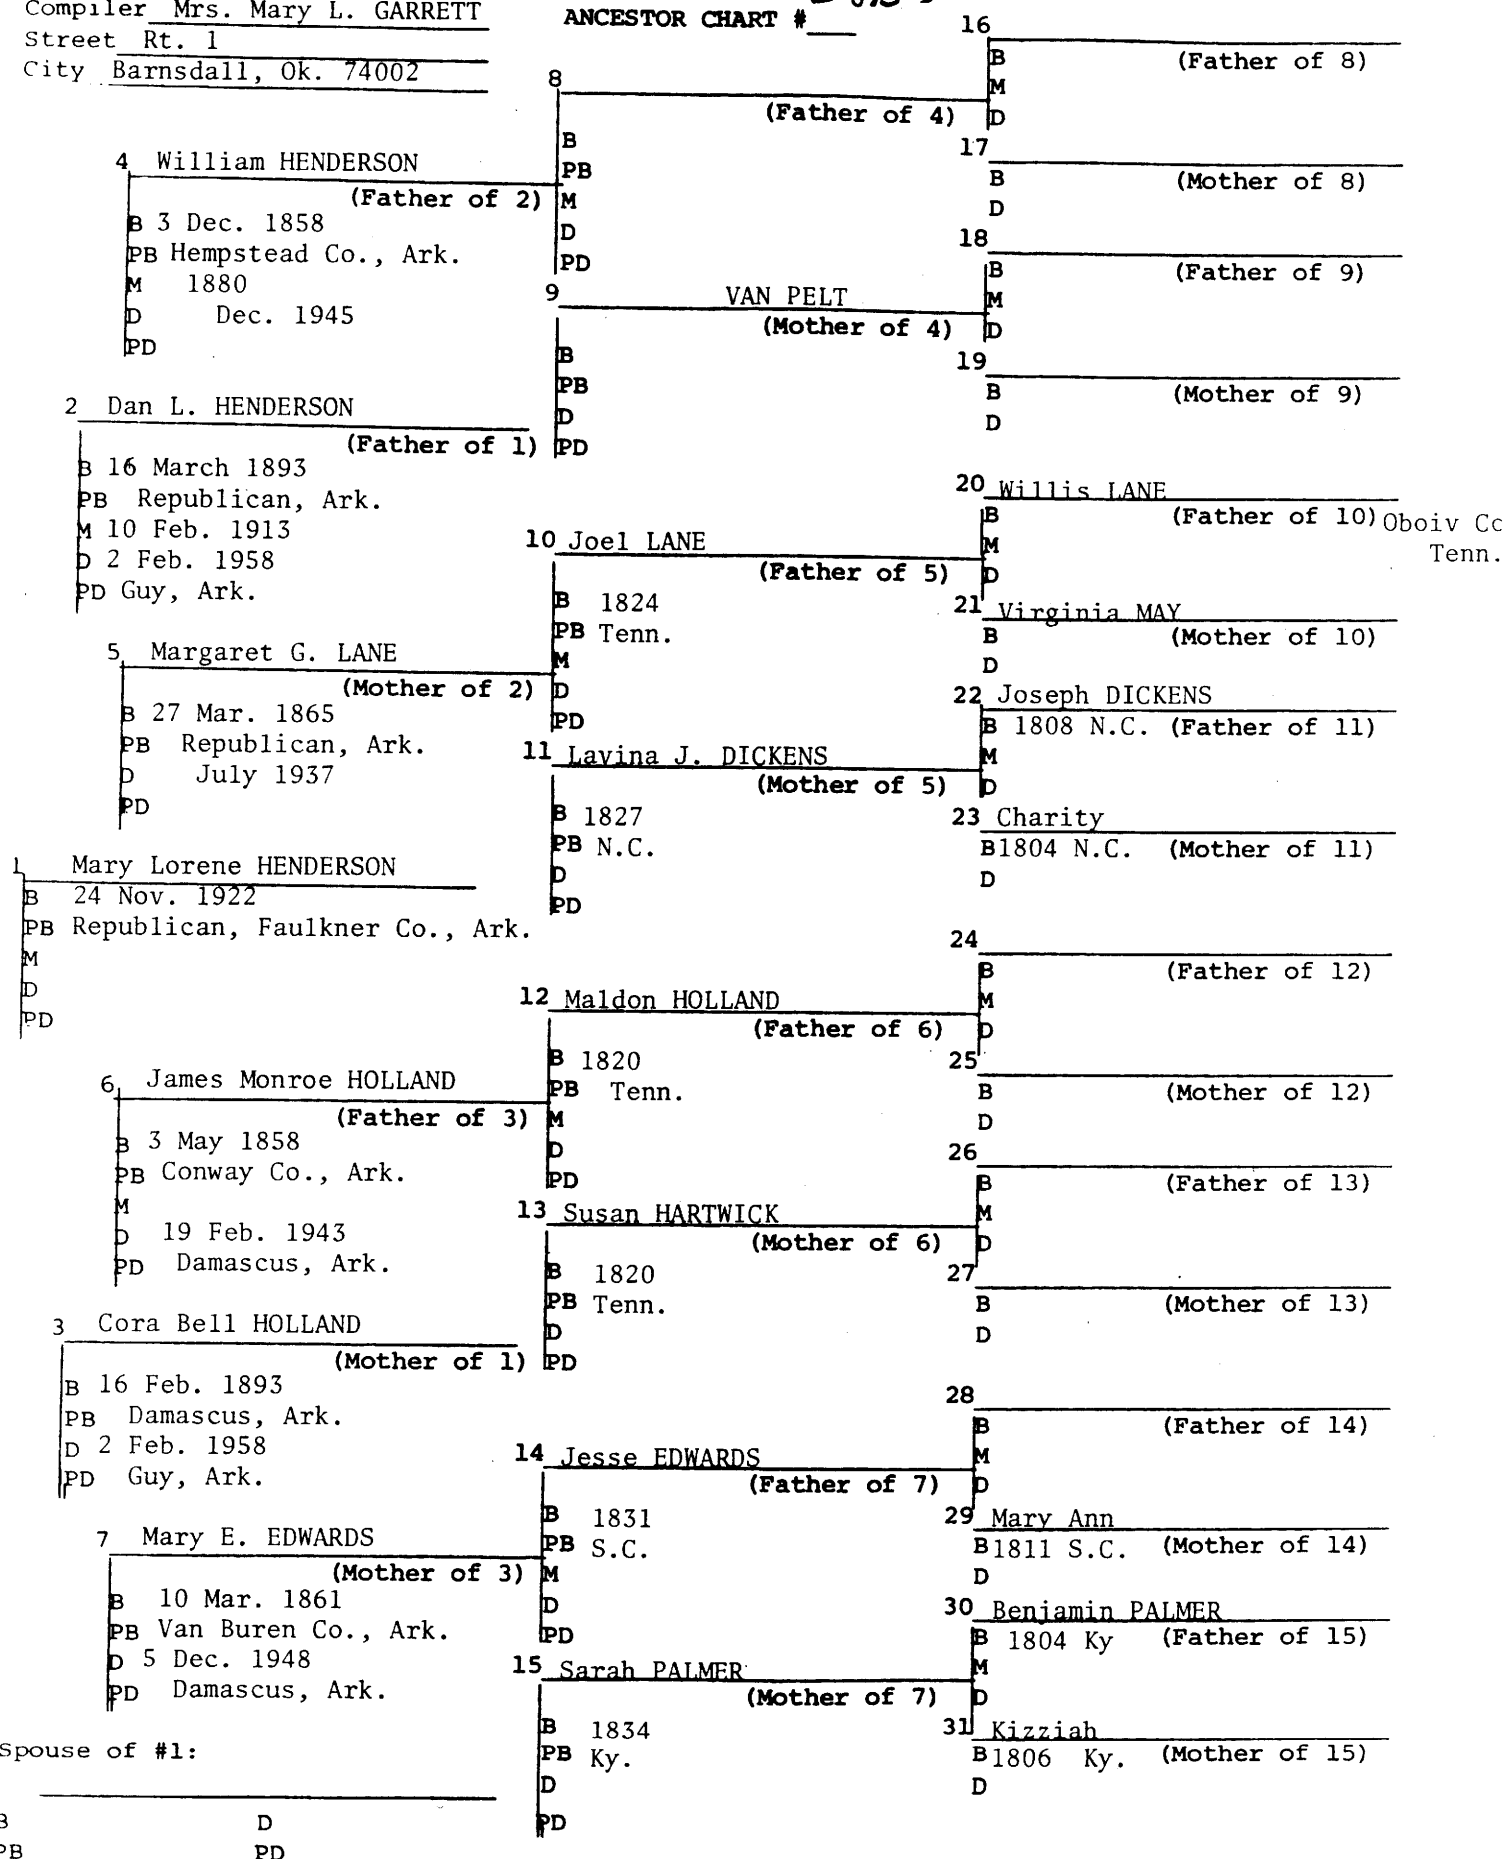 Compiler Mrs. Mary L. GARRETT
Street Rt. 1
City Barnsdall, Ok. 74002
ANCESTOR CHART #
4 William HENDERSON
(Father of 2)
B 3 Dec. 1858
PB Hempstead Co., Ark.
M 1880
D Dec. 1945
PD
2 Dan L. HENDERSON
(Father of 1)
B 16 March 1893
PB Republican, Ark.
M 10 Feb. 1913
D 2 Feb. 1958
PD Guy, Ark.
5 Margaret G. LANE
(Mother of 2)
B 27 Mar. 1865
PB Republican, Ark.
D July 1937
PD
1 Mary Lorene HENDERSON
B 24 Nov. 1922
PB Republican, Faulkner Co., Ark.
M
D
PD
6 James Monroe HOLLAND
(Father of 3)
B 3 May 1858
PB Conway Co., Ark.
M
D 19 Feb. 1943
PD Damascus, Ark.
3 Cora Bell HOLLAND
(Mother of 1)
B 16 Feb. 1893
PB Damascus, Ark.
D 2 Feb. 1958
PD Guy, Ark.
7 Mary E. EDWARDS
(Mother of 3)
B 10 Mar. 1861
PB Van Buren Co., Ark.
D 5 Dec. 1948
PD Damascus, Ark.
Spouse of #1:
B D
PB PD
8
(Father of 4)
B
PB
M
D
PD
9 VAN PELT
(Mother of 4)
B
PB
D
PD
10 Joel LANE
(Father of 5)
B 1824
PB Tenn.
M
D
PD
11 Lavina J. DICKENS
(Mother of 5)
B 1827
PB N.C.
D
PD
12 Maldon HOLLAND
(Father of 6)
B 1820
PB Tenn.
M
D
PD
13 Susan HARTWICK
(Mother of 6)
B 1820
PB Tenn.
D
PD
14 Jesse EDWARDS
(Father of 7)
B 1831
PB S.C.
M
D
PD
15 Sarah PALMER
(Mother of 7)
B 1834
PB Ky.
D
PD
16
B (Father of 8)
M
D
17
B (Mother of 8)
D
18
B (Father of 9)
M
D
19
B (Mother of 9)
D
20 Willis LANE
B (Father of 10) Oboiv Co
M Tenn.
D
21 Virginia MAY
B (Mother of 10)
D
22 Joseph DICKENS
B 1808 N.C. (Father of 11)
M
D
23 Charity
B 1804 N.C. (Mother of 11)
D
24
B (Father of 12)
M
D
25
B (Mother of 12)
D
26
B (Father of 13)
M
D
27
B (Mother of 13)
D
28
B (Father of 14)
M
D
29 Mary Ann
B 1811 S.C. (Mother of 14)
D
30 Benjamin PALMER
B 1804 Ky (Father of 15)
M
D
31 Kizziah
B 1806 Ky. (Mother of 15)
D